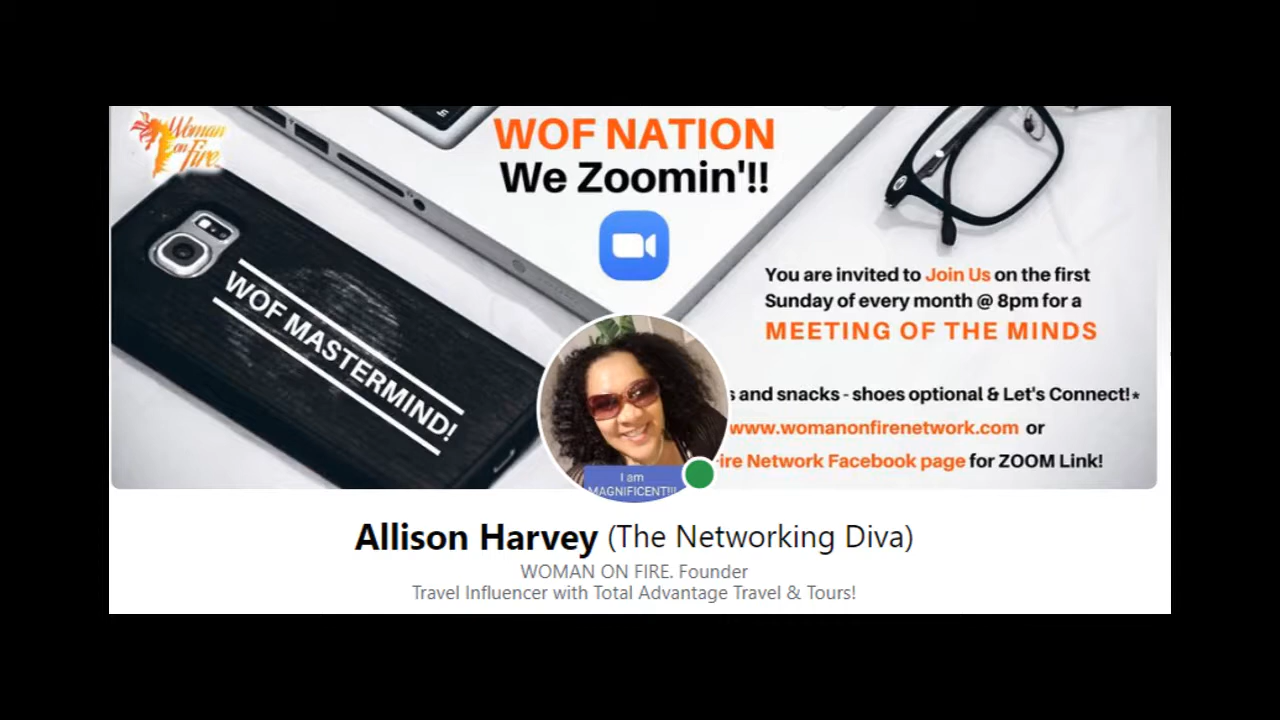 Woman
on
Fire
WOF NATION
We Zoomin'!!
WOF MASTERMIND!
You are invited to Join Us on the first
Sunday of every month @ 8pm for a
MEETING OF THE MINDS
s and snacks - shoes optional & Let's Connect!*
www.womanonfirenetwork.com or
ire Network Facebook page for ZOOM Link!
I am
MAGNIFICENT!!!
Allison Harvey (The Networking Diva)
WOMAN ON FIRE. Founder
Travel Influencer with Total Advantage Travel & Tours!